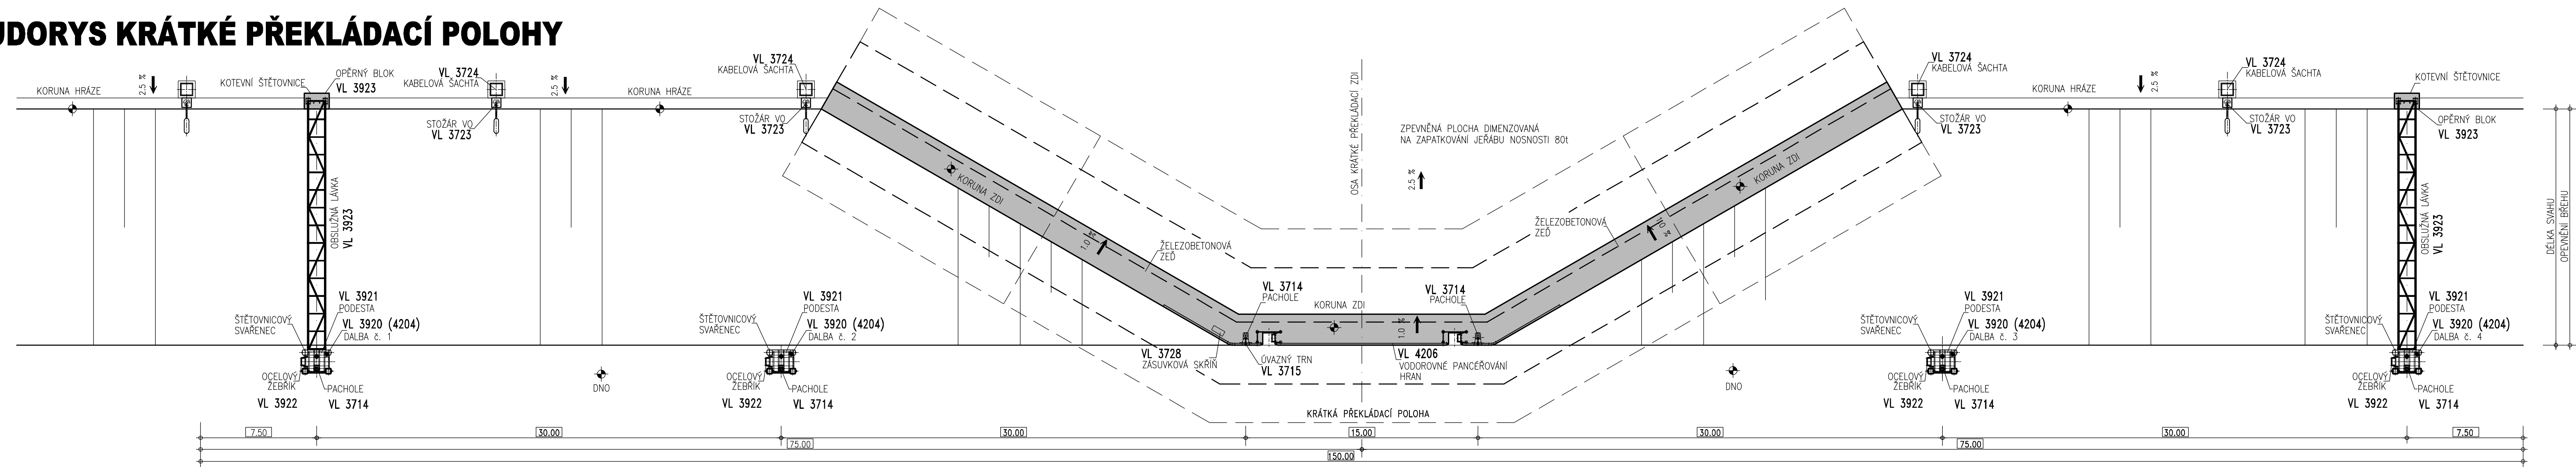 UDORYS KRÁTKÉ PŘEKLÁDACÍ POLOHY
KORUNA HRÁZE
2.5 %
KOTEVNÍ ŠTĚTOVNICE
OPĚRNÝ BLOK
VL 3923
VL 3724
KABELOVÁ ŠACHTA
2.5 %
STOŽÁR VO
VL 3723
KORUNA HRÁZE
VL 3724
KABELOVÁ ŠACHTA
STOŽÁR VO
VL 3723
OSA KRÁTKÉ PŘEKLÁDACÍ ZDI
ZPEVNĚNÁ PLOCHA DIMENZOVANÁ
NA ZAPATKOVÁNÍ JEŘÁBU NOSNOSTI 80t
2.5 %
VL 3724
KABELOVÁ ŠACHTA
STOŽÁR VO
VL 3723
KORUNA HRÁZE
2.5 %
VL 3724
KABELOVÁ ŠACHTA
STOŽÁR VO
VL 3723
KOTEVNÍ ŠTĚTOVNICE
OPĚRNÝ BLOK
VL 3923
OBSLUŽNÁ LÁVKA
VL 3923
KORUNA ZDI
1.0 %
ŽELEZOBETONOVÁ
ZEĎ
KORUNA ZDI
ŽELEZOBETONOVÁ
ZEĎ
1.0 %
OBSLUŽNÁ LÁVKA
VL 3923
DÉLKA SVAHU
OPEVNĚNÍ BŘEHU
ŠTĚTOVNICOVÝ
SVAŘENEC
VL 3921
PODESTA
VL 3920 (4204)
DALBA č. 1
OCELOVÝ
ŽEBŘÍK
VL 3922
PACHOLE
VL 3714
ŠTĚTOVNICOVÝ
SVAŘENEC
VL 3921
PODESTA
VL 3920 (4204)
DALBA č. 2
DNO
OCELOVÝ
ŽEBŘÍK
VL 3922
PACHOLE
VL 3714
VL 3714
PACHOLE
KORUNA ZDI
VL 3714
PACHOLE
1.0 %
VL 3728
ZÁSUVKOVÁ SKŘÍŇ
ÚVAZNÝ TRN
VL 3715
VL 4206
VODOROVNÉ PANCÉŘOVÁNÍ
HRAN
KRÁTKÁ PŘEKLÁDACÍ POLOHA
DNO
ŠTĚTOVNICOVÝ
SVAŘENEC
VL 3921
PODESTA
VL 3920 (4204)
DALBA č. 3
OCELOVÝ
ŽEBŘÍK
VL 3922
PACHOLE
VL 3714
ŠTĚTOVNICOVÝ
SVAŘENEC
VL 3921
PODESTA
VL 3920 (4204)
DALBA č. 4
OCELOVÝ
ŽEBŘÍK
VL 3922
PACHOLE
VL 3714
7.50 30.00 30.00 15.00 30.00 30.00 7.50
75.00 75.00
150.00